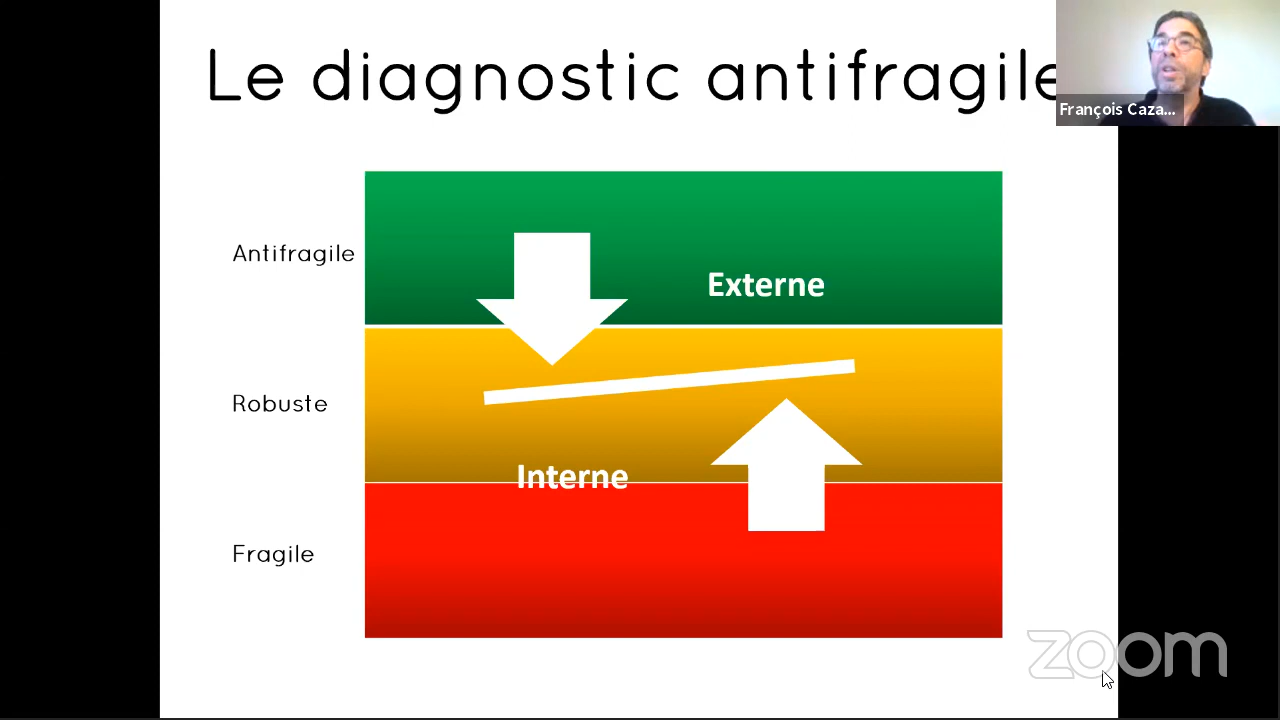 Le diagnostic antifragile
François Caza...
Antifragile
Externe
Robuste
Interne
Fragile
zoom